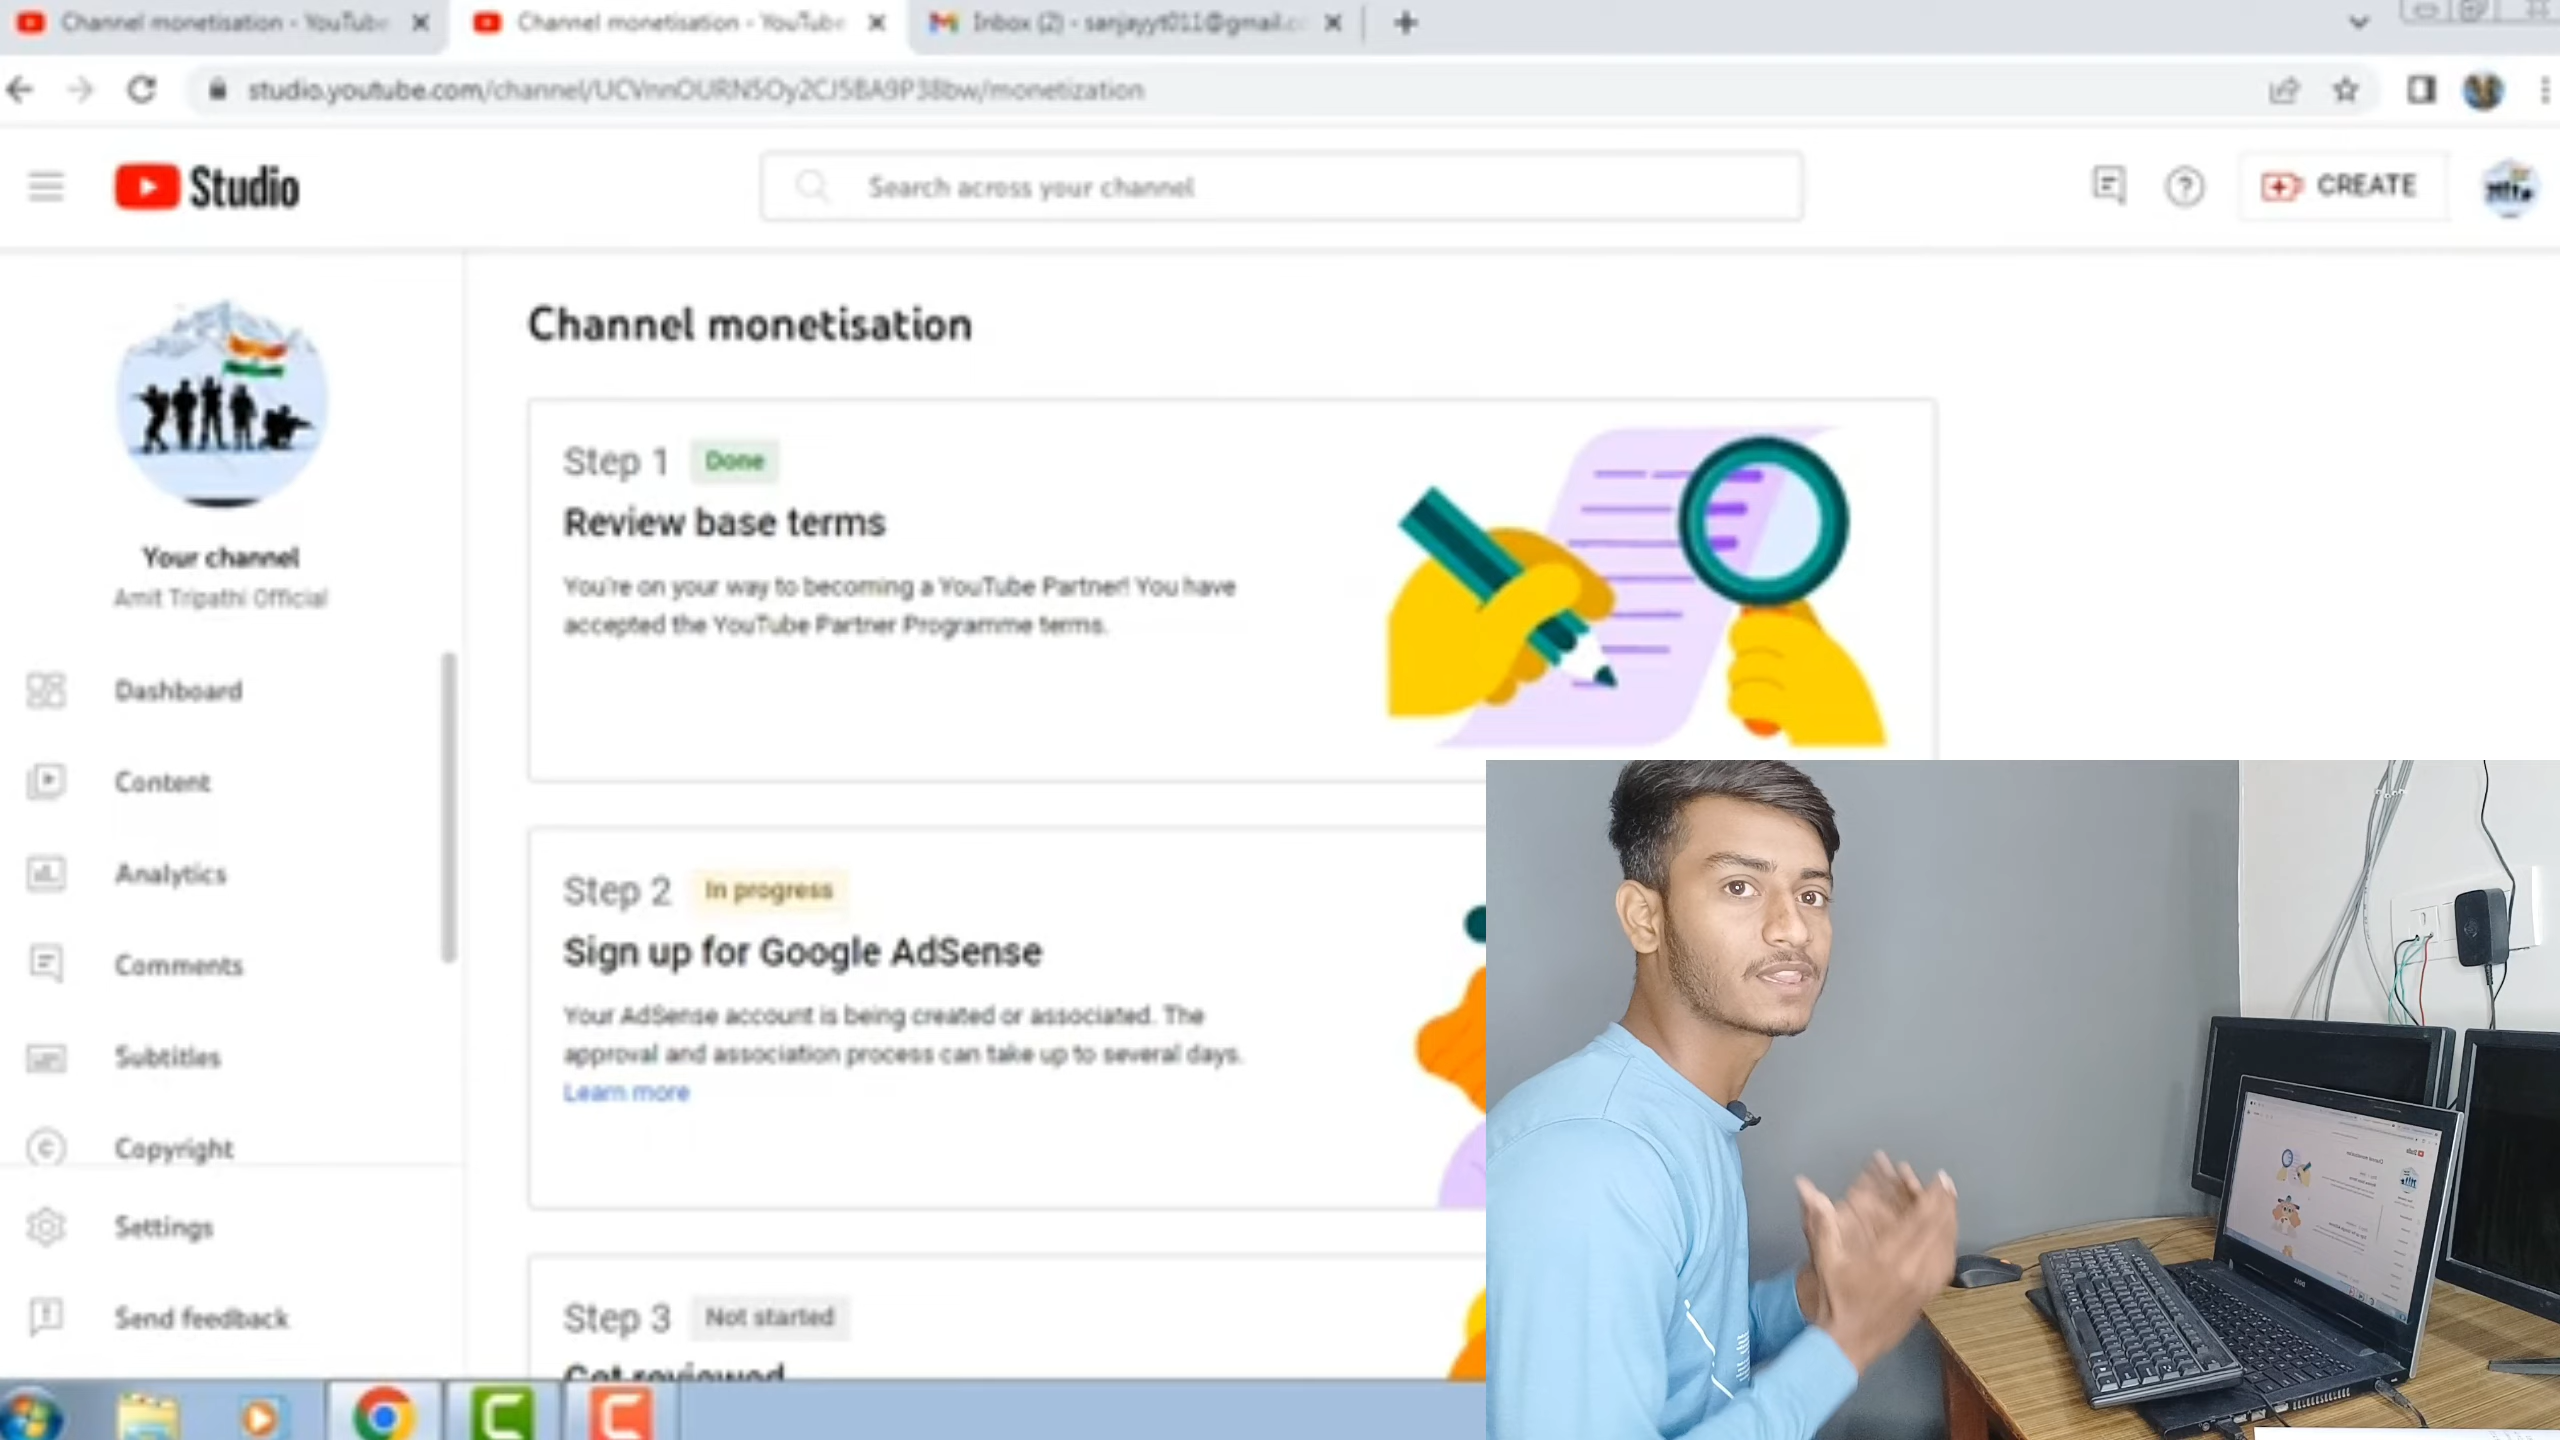 Channel monetisation - YouTube
Channel monetisation - YouTube
Inbox (2) - sanjayyt011@gmail.c
studio.youtube.com/channel/UCVnnOURN5Oy2CJ5BA9P38bw/monetization
Studio
Search across your channel
CREATE
Channel monetisation
Step 1 Done
Review base terms
You're on your way to becoming a YouTube Partner! You have
accepted the YouTube Partner Programme terms.
Your channel
Amit Tripathi Official
Dashboard
Content
Analytics
Comments
Subtitles
Copyright
Settings
Send feedback
Step 2 In progress
Sign up for Google AdSense
Your AdSense account is being created or associated. The
approval and association process can take up to several days.
Learn more
Step 3 Not started
Get reviewed